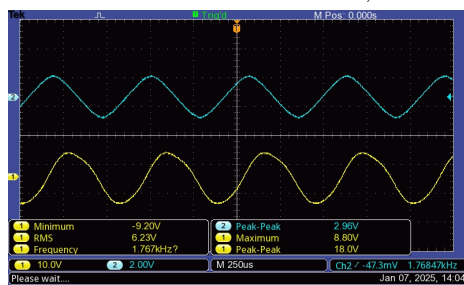 Tek Trig'd M Pos: 0.000s
2
1
1 Minimum -9.20V
1 RMS 6.23V
1 Frequency 1.767kHz?
2 Peak-Peak 2.96V
1 Maximum 8.80V
1 Peak-Peak 18.0V
1 10.0V 2 2.00V M 250us Ch2 -47.3mV 1.76847kHz
Please wait.... Jan 07, 2025, 14:04